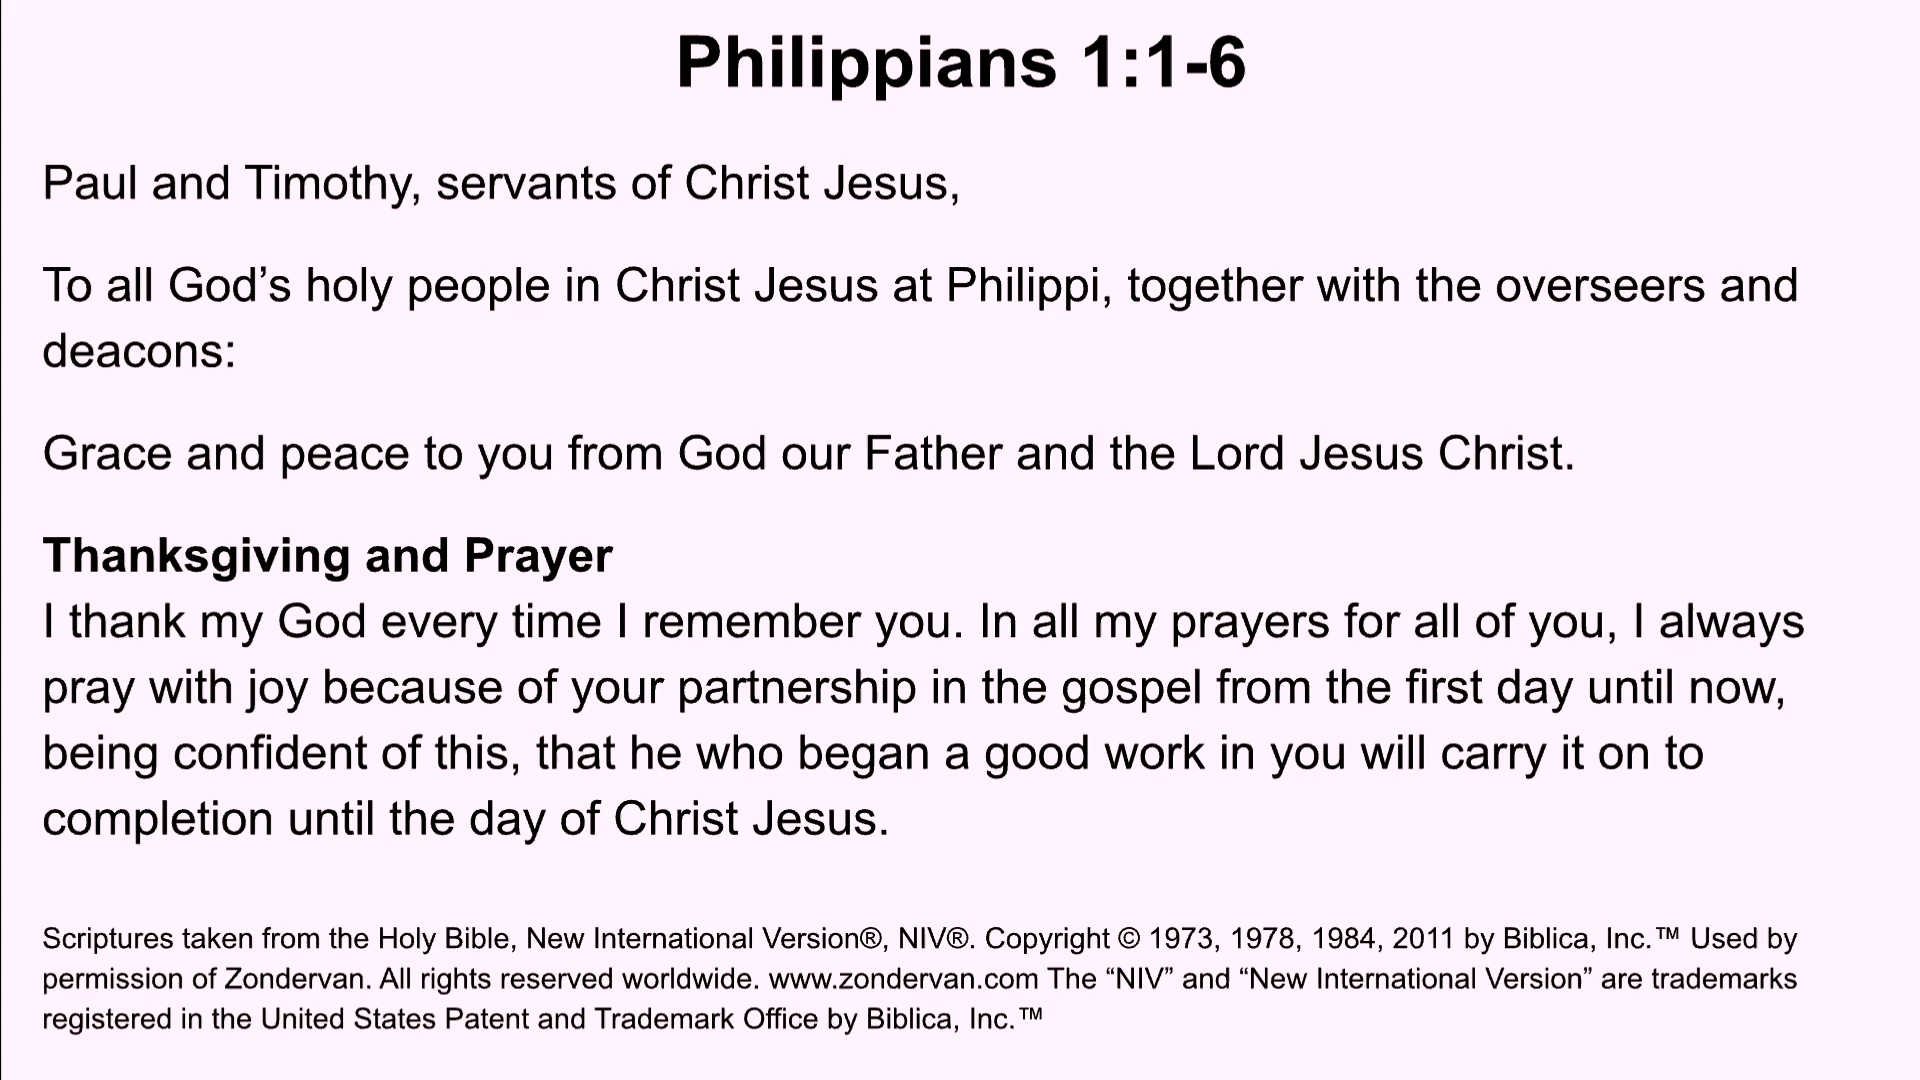 Philippians 1:1-6
Paul and Timothy, servants of Christ Jesus,
To all God’s holy people in Christ Jesus at Philippi, together with the overseers and
deacons:
Grace and peace to you from God our Father and the Lord Jesus Christ.
Thanksgiving and Prayer
I thank my God every time I remember you. In all my prayers for all of you, I always
pray with joy because of your partnership in the gospel from the first day until now,
being confident of this, that he who began a good work in you will carry it on to
completion until the day of Christ Jesus.
Scriptures taken from the Holy Bible, New International Version®, NIV®. Copyright © 1973, 1978, 1984, 2011 by Biblica, Inc.™ Used by
permission of Zondervan. All rights reserved worldwide. www.zondervan.com The “NIV” and “New International Version” are trademarks
registered in the United States Patent and Trademark Office by Biblica, Inc.™